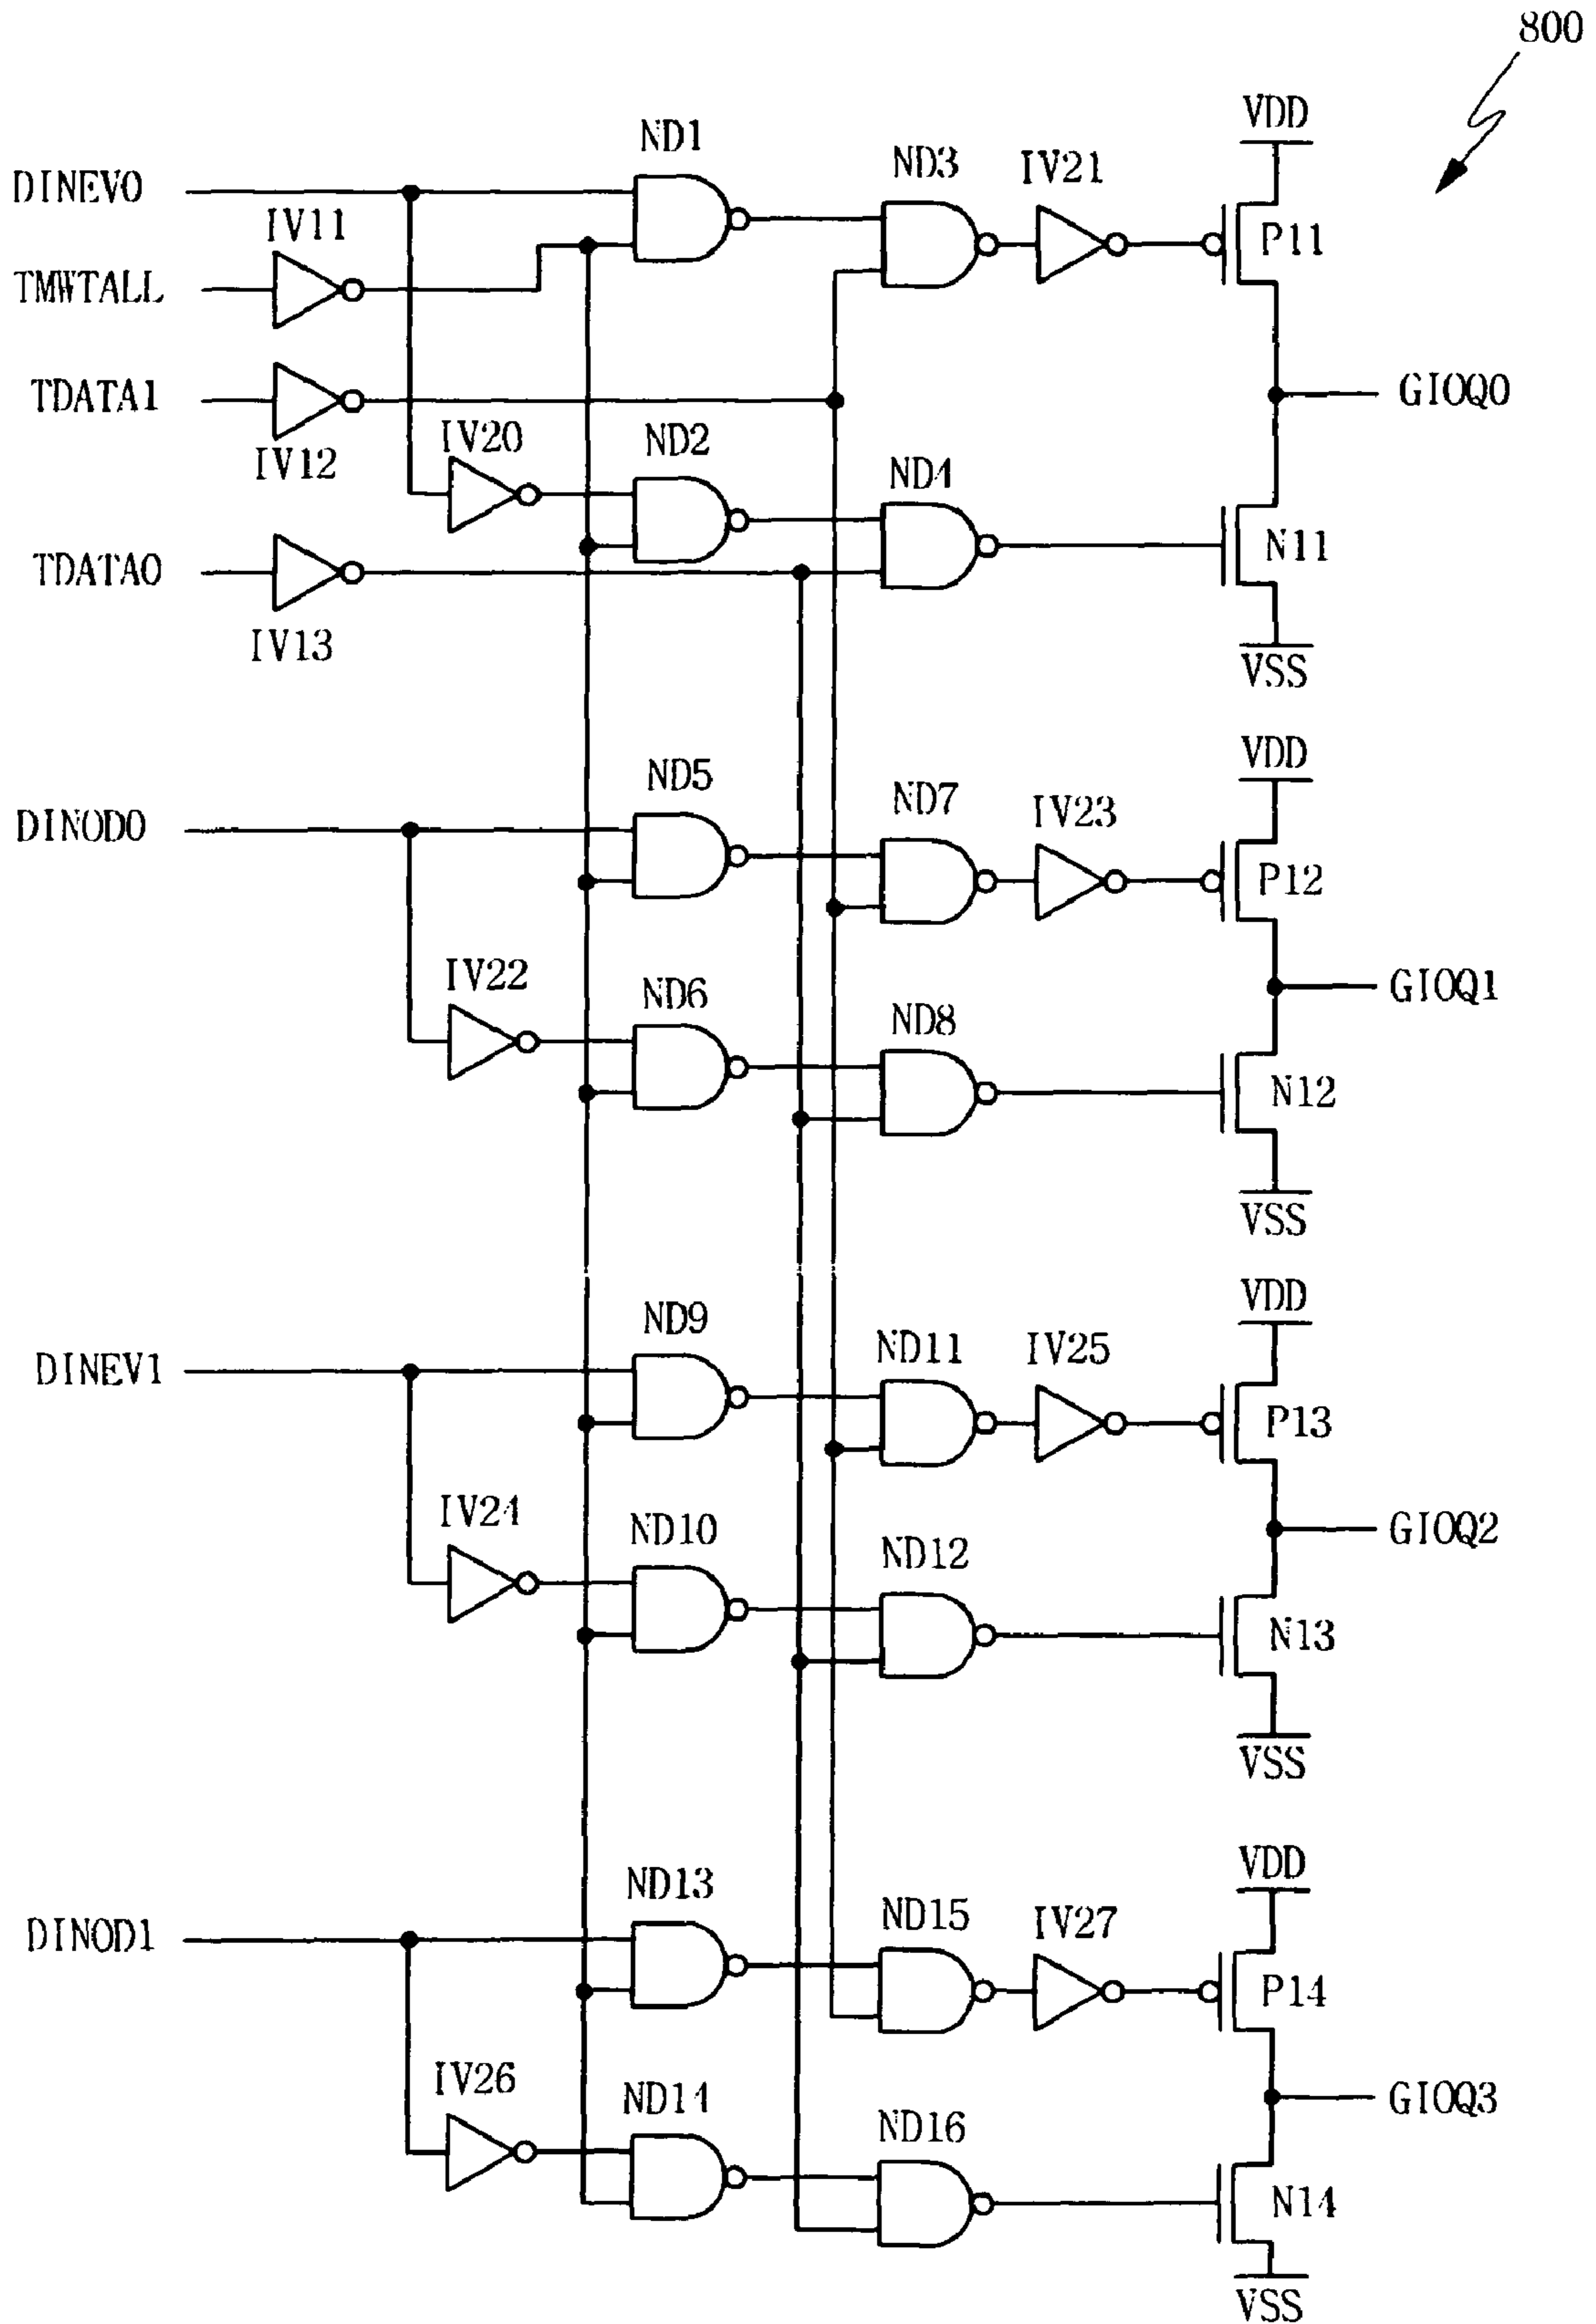 800
VDD
ND1
ND3
IV21
DINEV0
IV11
P11
TMWTALL
TDATA1
GIOQ0
IV12
IV20
ND2
ND4
TDATA0
N11
IV13
VSS
VDD
ND5
ND7
IV23
DINOD0
P12
IV22
ND6
GIOQ1
ND8
N12
VSS
VDD
ND9
ND11
IV25
DINEV1
P13
IV24
ND10
GIOQ2
ND12
N13
VSS
VDD
ND13
ND15
IV27
DINOD1
P14
IV26
ND14
GIOQ3
ND16
N14
VSS